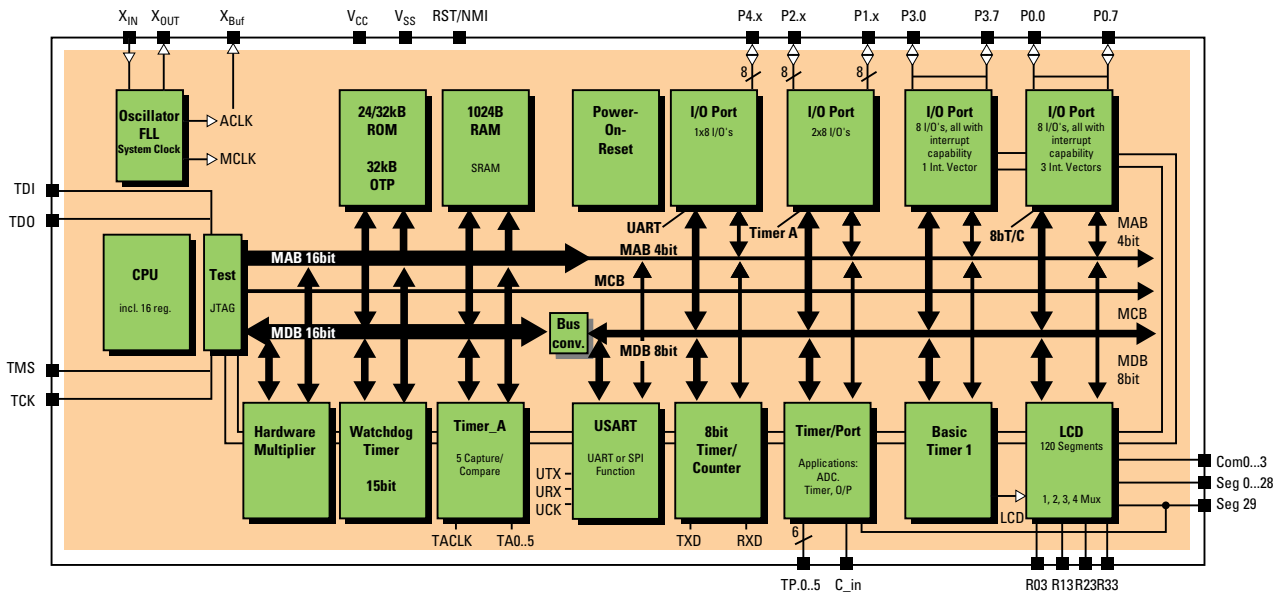 XIN XOUT XBuf VCC VSS RST/NMI P4.x P2.x P1.x P3.0 P3.7 P0.0 P0.7
8 8 8
Oscillator
FLL
System Clock
ACLK
MCLK
24/32kB
ROM
32kB
OTP
1024B
RAM
SRAM
Power-
On-
Reset
I/O Port
1x8 I/O's
I/O Port
2x8 I/O's
I/O Port
8 I/O's, all with
interrupt
capability
1 Int. Vector
I/O Port
8 I/O's, all with
interrupt
capability
3 Int. Vectors
TDI
TDO
UART
Timer A
8bT/C
CPU
incl. 16 reg.
Test
JTAG
MAB 16bit
MAB 4bit
MAB
4bit
MCB
MCB
MDB 16bit
Bus
conv.
MDB 8bit
MDB
8bit
TMS
TCK
Hardware
Multiplier
Watchdog
Timer
15bit
Timer_A
5 Capture/
Compare
USART
UART or SPI
Function
8bit
Timer/
Counter
Timer/Port
Applications:
ADC.
Timer, O/P
Basic
Timer 1
LCD
120 Segments
1, 2, 3, 4 Mux
UTX
URX
UCK
LCD
Com0...3
Seg 0...28
Seg 29
TACLK TA0..5 TXD RXD 6
TP.0..5 C_in R03 R13 R23 R33